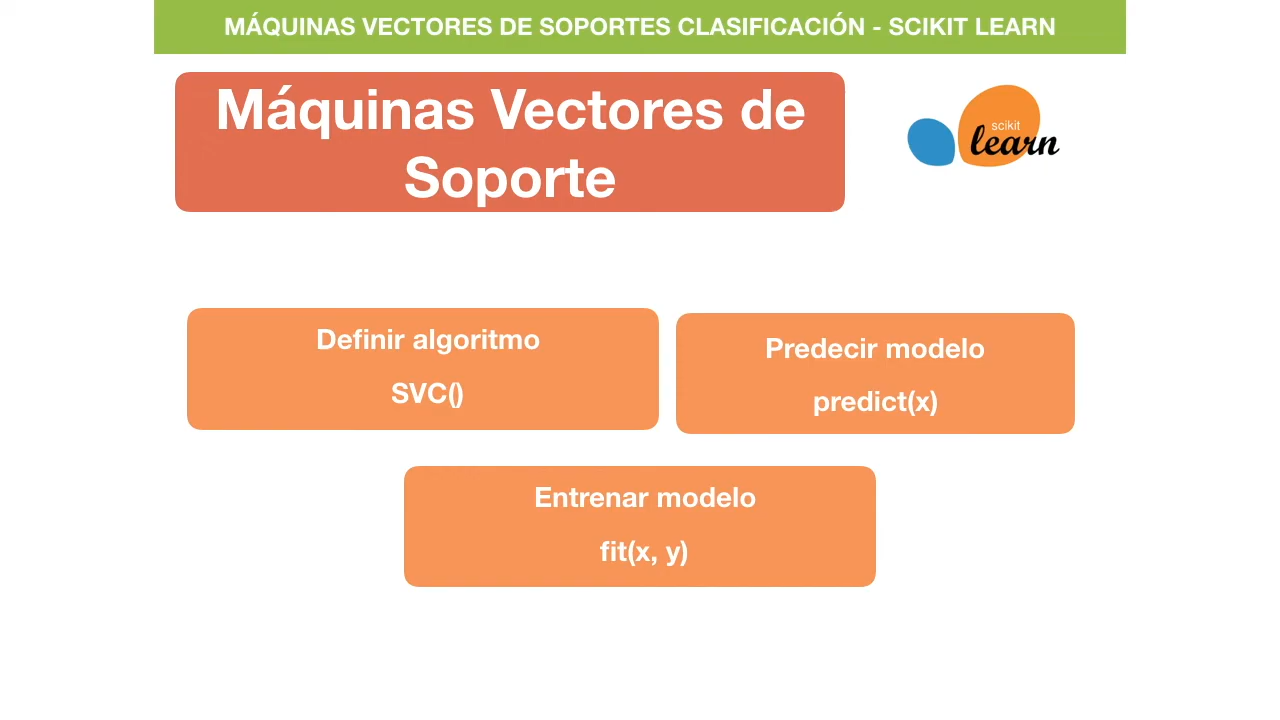 MÁQUINAS VECTORES DE SOPORTES CLASIFICACIÓN - SCIKIT LEARN
Máquinas Vectores de
Soporte
scikit
learn
Definir algoritmo
SVC()
Predecir modelo
predict(x)
Entrenar modelo
fit(x, y)